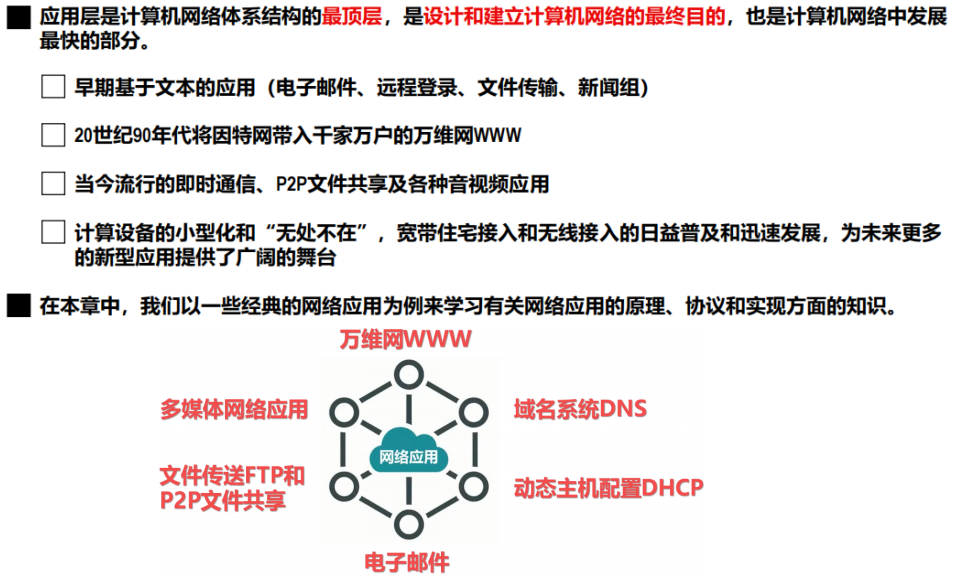 应用层是计算机网络体系结构的最顶层，是设计和建立计算机网络的最终目的，也是计算机网络中发展
最快的部分。
早期基于文本的应用（电子邮件、远程登录、文件传输、新闻组）
20世纪90年代将因特网带入千家万户的万维网WWW
当今流行的即时通信、P2P文件共享及各种音视频应用
计算设备的小型化和“无处不在”，宽带住宅接入和无线接入的日益普及和迅速发展，为未来更多
的新型应用提供了广阔的舞台
在本章中，我们以一些经典的网络应用为例来学习有关网络应用的原理、协议和实现方面的知识。
万维网WWW
多媒体网络应用
域名系统DNS
网络应用
文件传送FTP和
P2P文件共享
动态主机配置DHCP
电子邮件